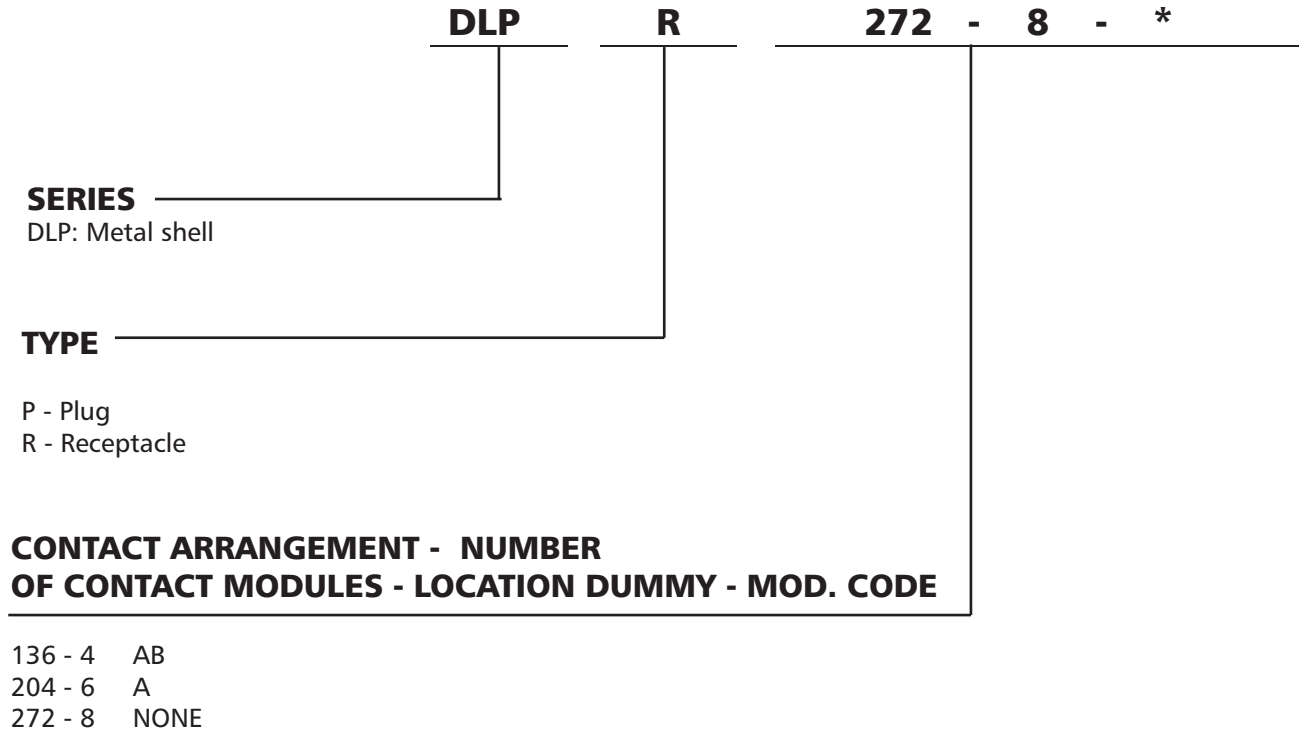 DLP R 272 - 8 - *
SERIES
DLP: Metal shell
TYPE
P - Plug
R - Receptacle
CONTACT ARRANGEMENT - NUMBER
OF CONTACT MODULES - LOCATION DUMMY - MOD. CODE
136 - 4 AB
204 - 6 A
272 - 8 NONE